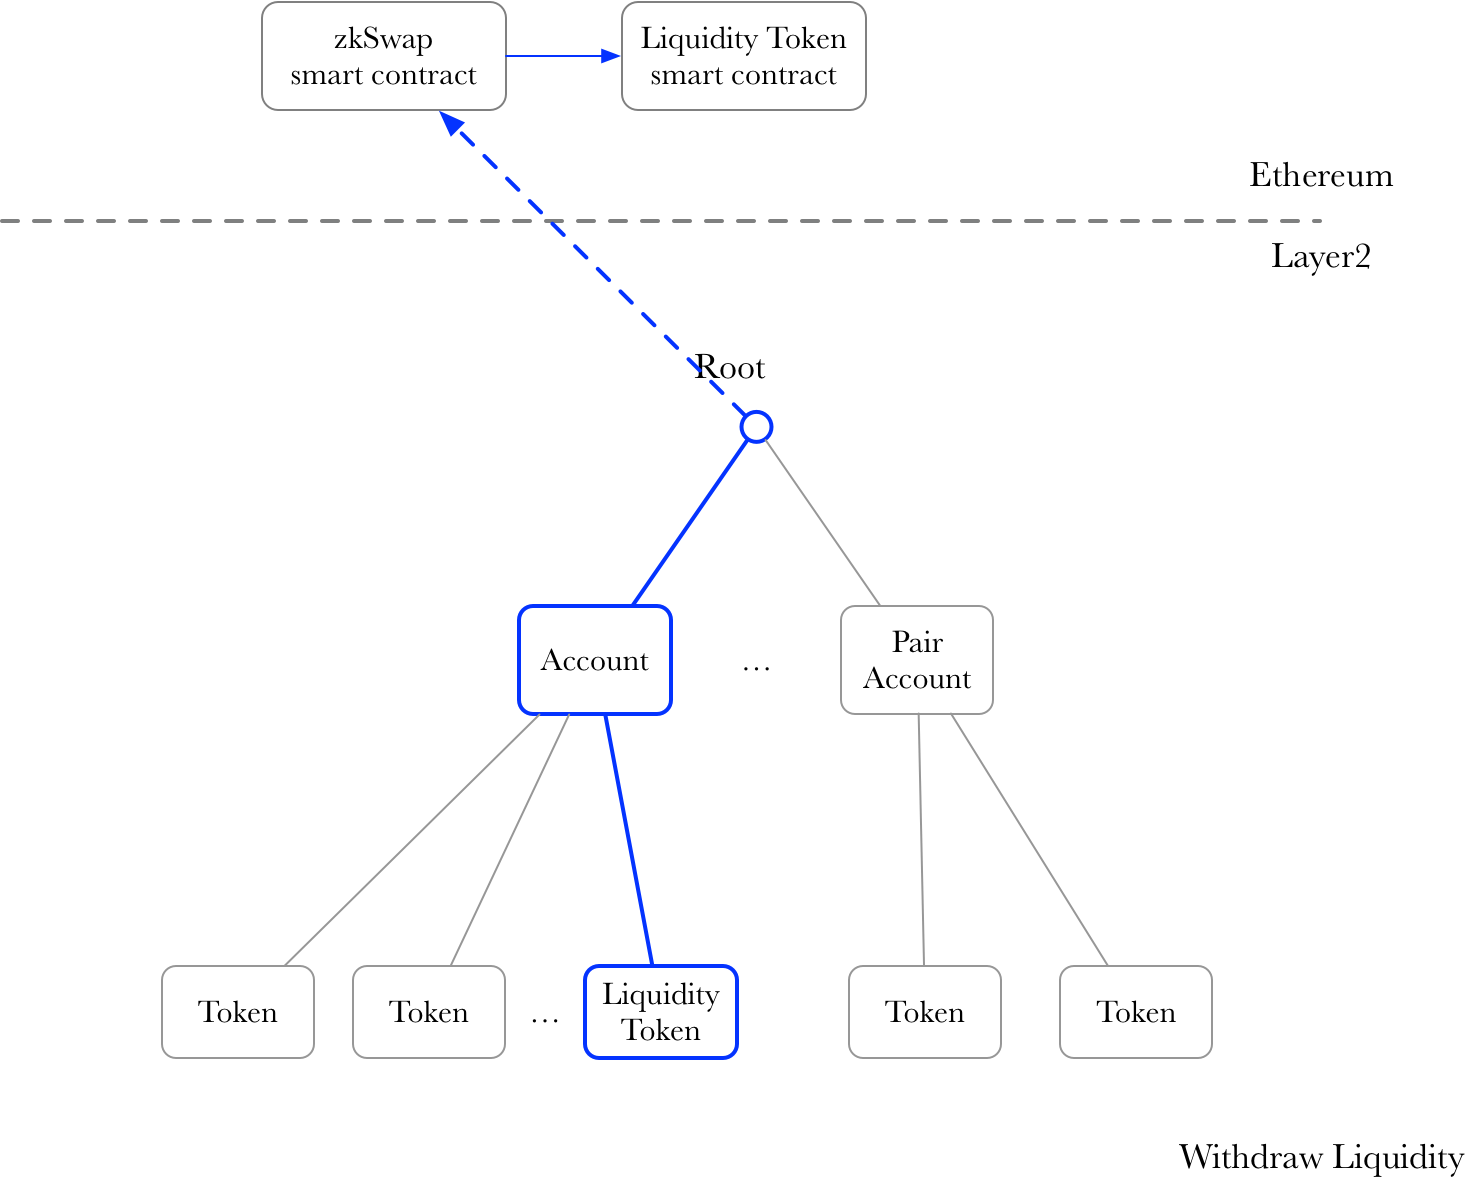 zkSwap
smart contract
Liquidity Token
smart contract
Ethereum
Layer2
Root
Account
...
Pair
Account
Token
Token
...
Liquidity
Token
Token
Token
Withdraw Liquidity